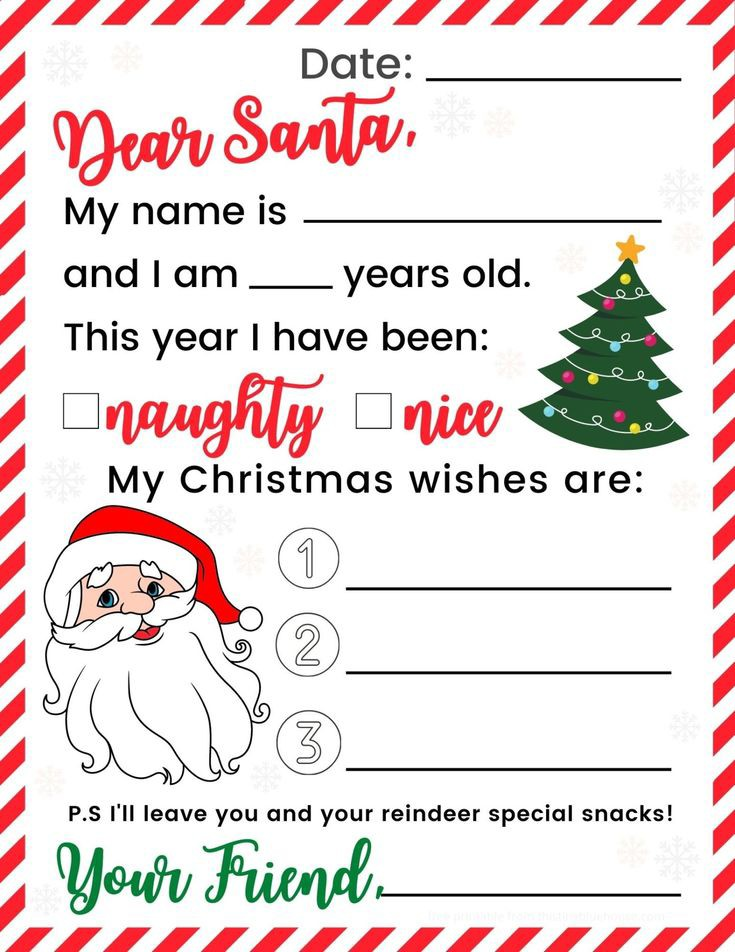 Date:
Dear Santa,
My name is
and I am years old.
This year I have been:
naughty nice
My Christmas wishes are:
1
2
3
P.S I'll leave you and your reindeer special snacks!
Your Friend,